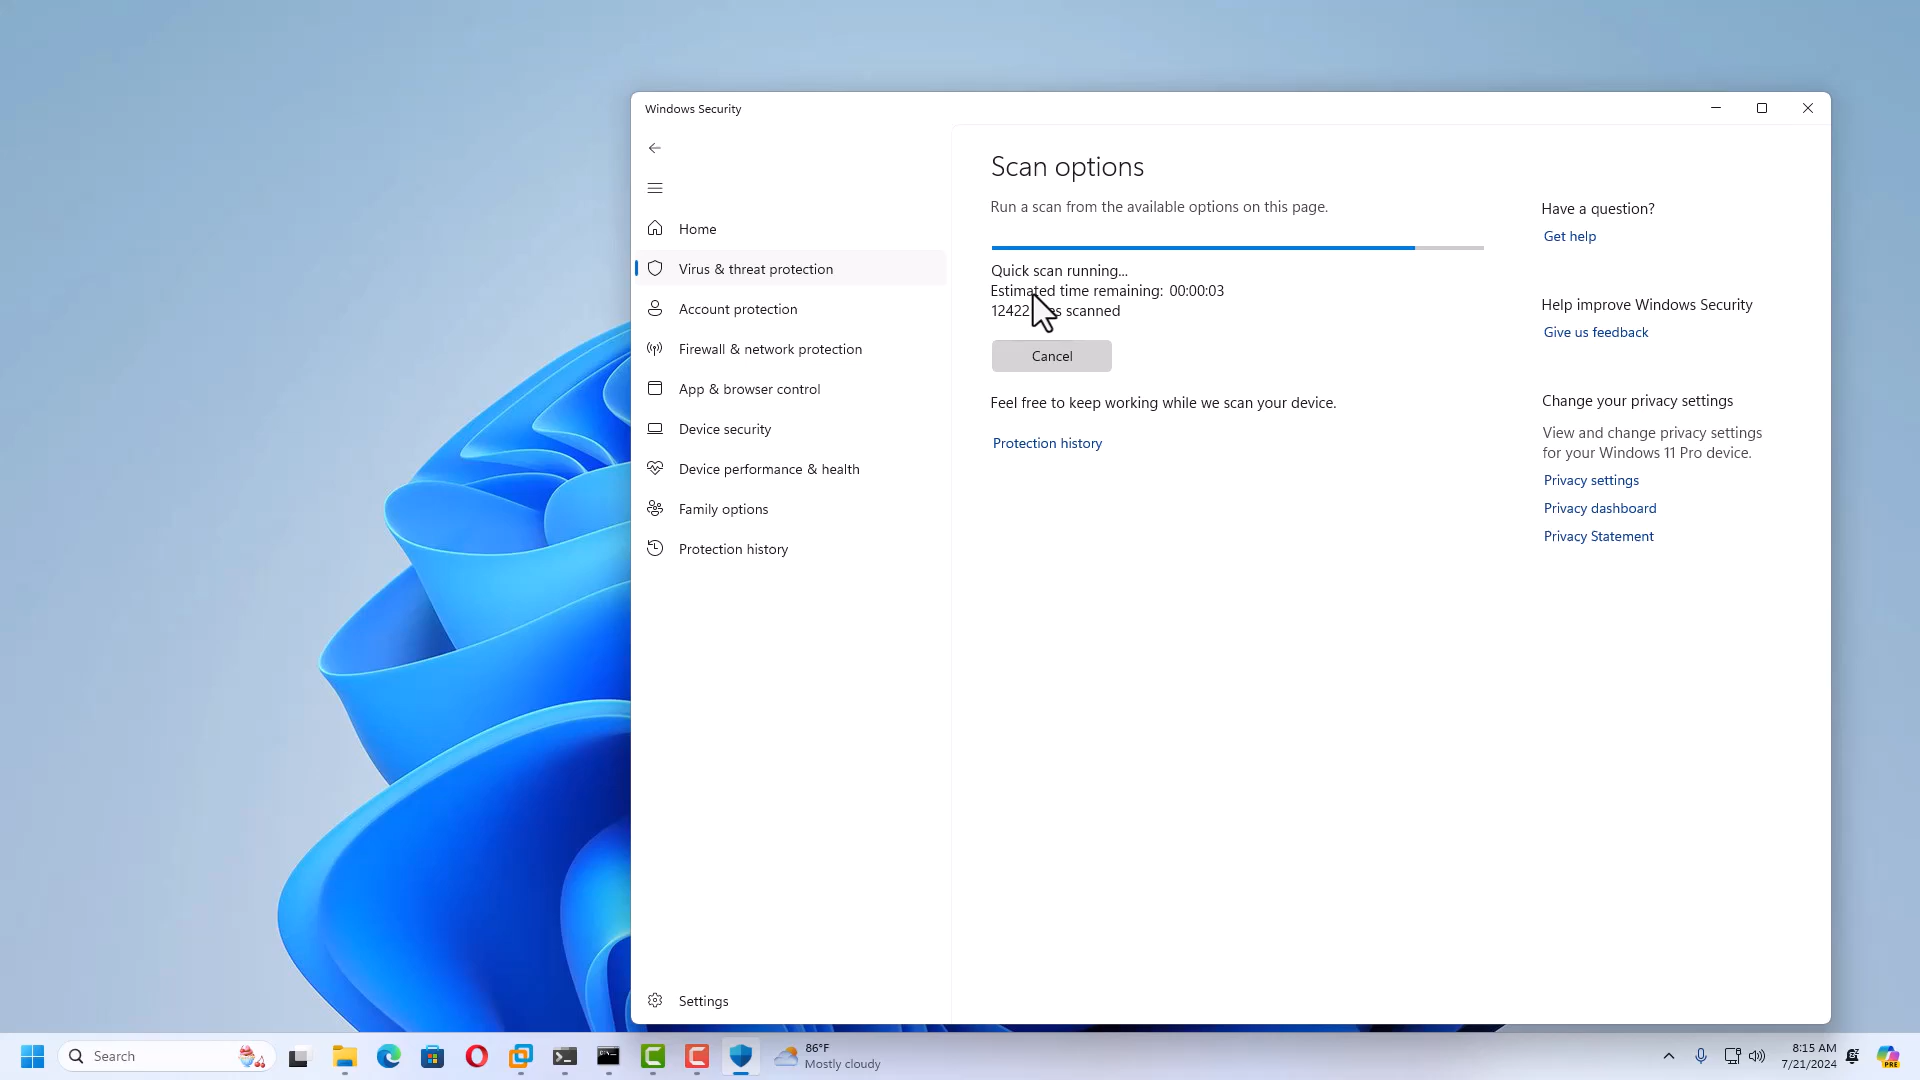 Windows Security
Scan options
Run a scan from the available options on this page.
Quick scan running...
Estimated time remaining: 00:00:03
12422 scanned
Cancel
Feel free to keep working while we scan your device.
Protection history
Home
Virus & threat protection
Account protection
Firewall & network protection
App & browser control
Device security
Device performance & health
Family options
Protection history
Settings
Have a question?
Get help
Help improve Windows Security
Give us feedback
Change your privacy settings
View and change privacy settings
for your Windows 11 Pro device.
Privacy settings
Privacy dashboard
Privacy Statement
Search
86°F
Mostly cloudy
8:15 AM
7/21/2024
PRE